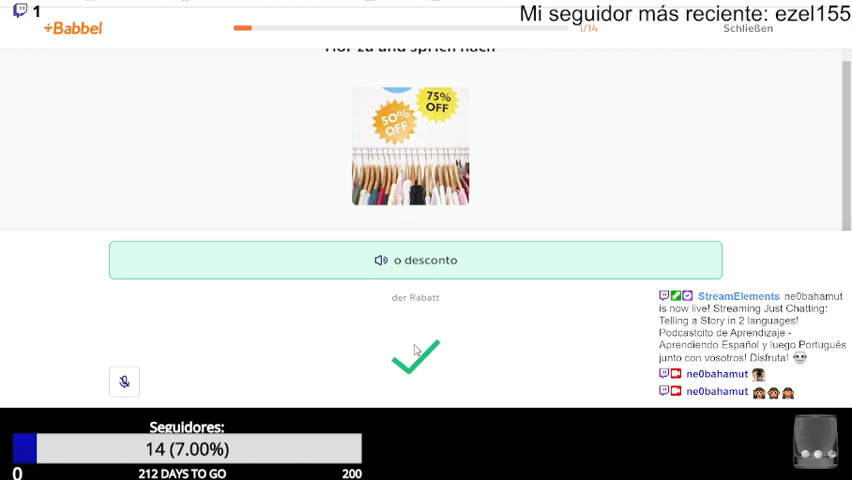 1
Mi seguidor más reciente: ezel155
+Babbel
1/14
Schließen
Hör zu und sprich nach
75%
OFF
50%
OFF
o desconto
der Rabatt
StreamElements ne0bahamut
is now live! Streaming Just Chatting:
Telling a Story in 2 languages!
Podcastcito de Aprendizaje -
Aprendiendo Español y luego Portugués
junto con vosotros! Disfruta!
ne0bahamut
ne0bahamut
Seguidores:
14 (7.00%)
0
212 DAYS TO GO
200